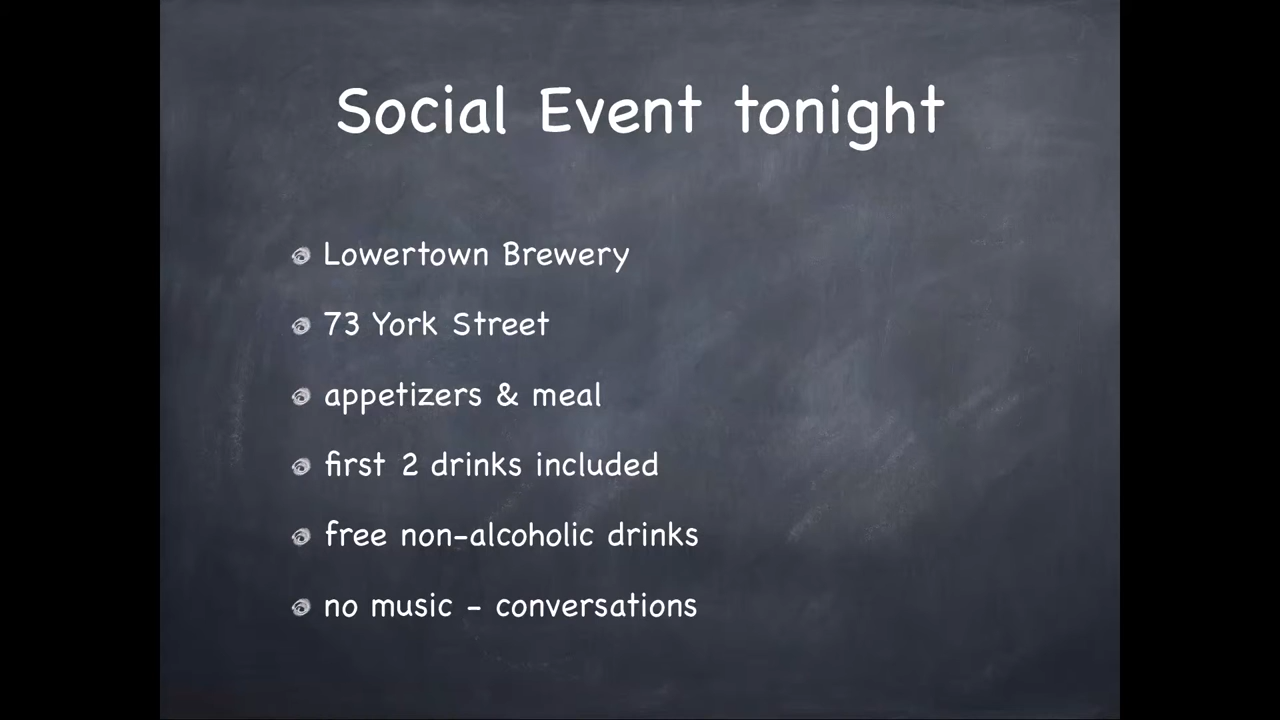 Social Event tonight
Lowertown Brewery
73 York Street
appetizers & meal
first 2 drinks included
free non-alcoholic drinks
no music - conversations